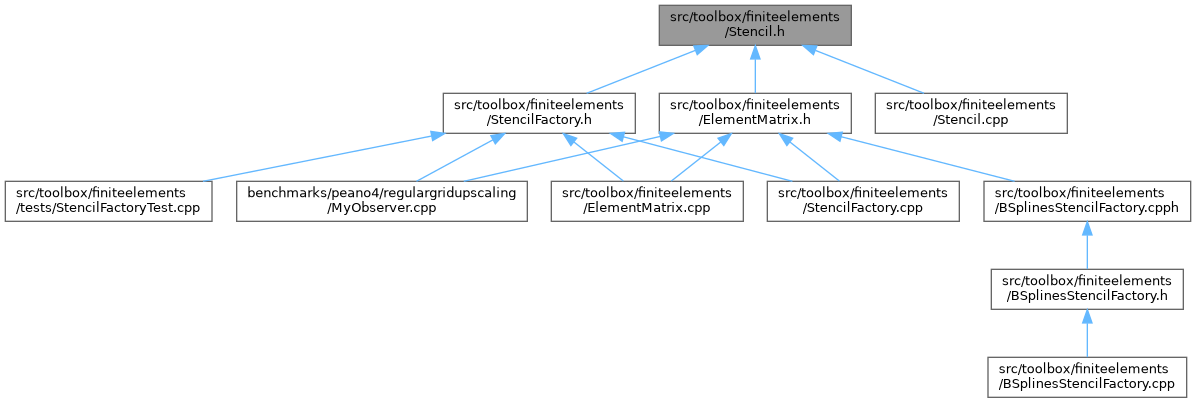 src/toolbox/finiteelements
/Stencil.h
src/toolbox/finiteelements
/StencilFactory.h
src/toolbox/finiteelements
/ElementMatrix.h
src/toolbox/finiteelements
/Stencil.cpp
src/toolbox/finiteelements
/tests/StencilFactoryTest.cpp
benchmarks/peano4/regulargridupscaling
/MyObserver.cpp
src/toolbox/finiteelements
/ElementMatrix.cpp
src/toolbox/finiteelements
/StencilFactory.cpp
src/toolbox/finiteelements
/BSplinesStencilFactory.cpph
src/toolbox/finiteelements
/BSplinesStencilFactory.h
src/toolbox/finiteelements
/BSplinesStencilFactory.cpp